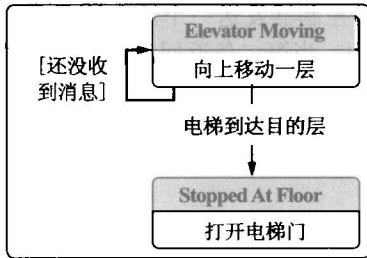 Elevator Moving
[还没收
到消息]
向上移动一层
电梯到达目的层
Stopped At Floor
打开电梯门